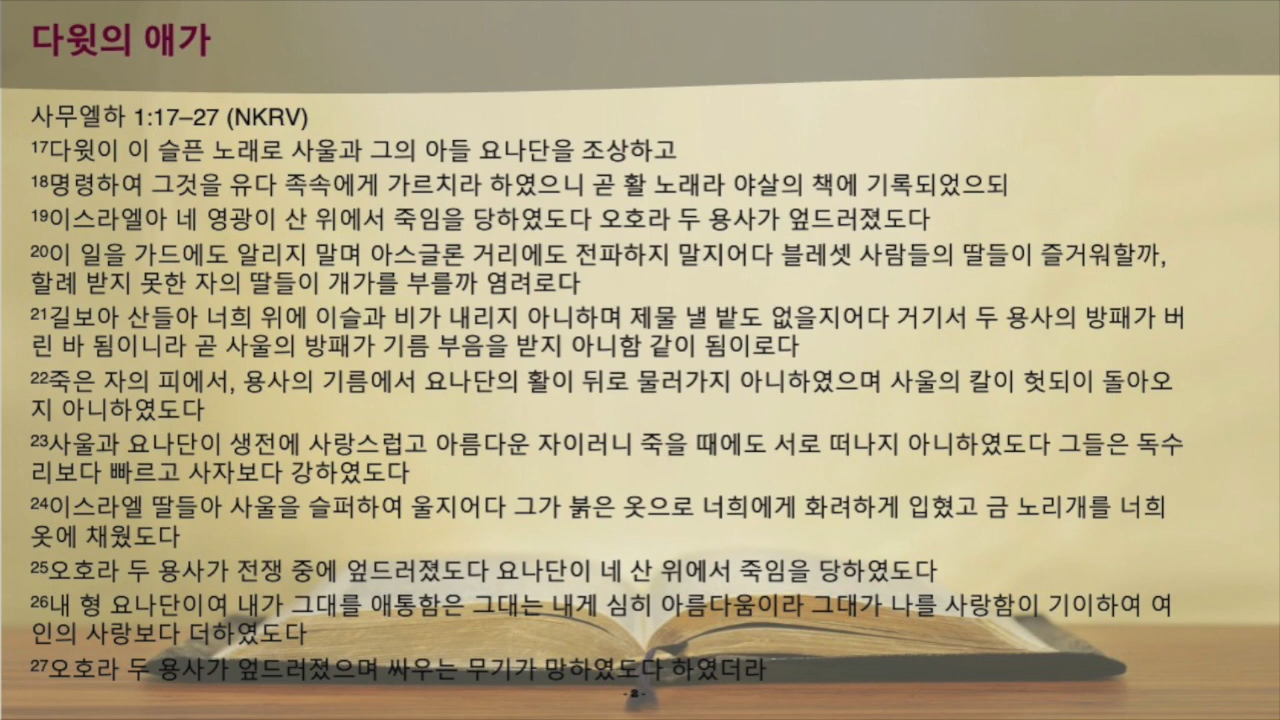 다윗의 애가
사무엘하 1:17–27 (NKRV)
¹⁷다윗이 이 슬픈 노래로 사울과 그의 아들 요나단을 조상하고
¹⁸명령하여 그것을 유다 족속에게 가르치라 하였으니 곧 활 노래라 야살의 책에 기록되었으되
¹⁹이스라엘아 네 영광이 산 위에서 죽임을 당하였도다 오호라 두 용사가 엎드러졌도다
²⁰이 일을 가드에도 알리지 말며 아스글론 거리에도 전파하지 말지어다 블레셋 사람들의 딸들이 즐거워할까,
할례 받지 못한 자의 딸들이 개가를 부를까 염려로다
²¹길보아 산들아 너희 위에 이슬과 비가 내리지 아니하며 제물 낼 밭도 없을지어다 거기서 두 용사의 방패가 버
린 바 됨이니라 곧 사울의 방패가 기름 부음을 받지 아니함 같이 됨이로다
²²죽은 자의 피에서, 용사의 기름에서 요나단의 활이 뒤로 물러가지 아니하였으며 사울의 칼이 헛되이 돌아오
지 아니하였도다
²³사울과 요나단이 생전에 사랑스럽고 아름다운 자이러니 죽을 때에도 서로 떠나지 아니하였도다 그들은 독수
리보다 빠르고 사자보다 강하였도다
²⁴이스라엘 딸들아 사울을 슬퍼하여 울지어다 그가 붉은 옷으로 너희에게 화려하게 입혔고 금 노리개를 너희
옷에 채웠도다
²⁵오호라 두 용사가 전쟁 중에 엎드러졌도다 요나단이 네 산 위에서 죽임을 당하였도다
²⁶내 형 요나단이여 내가 그대를 애통함은 그대는 내게 심히 아름다움이라 그대가 나를 사랑함이 기이하여 여
인의 사랑보다 더하였도다
²⁷오호라 두 용사가 엎드러졌으며 싸우는 무기가 망하였도다 하였더라
- 2 -